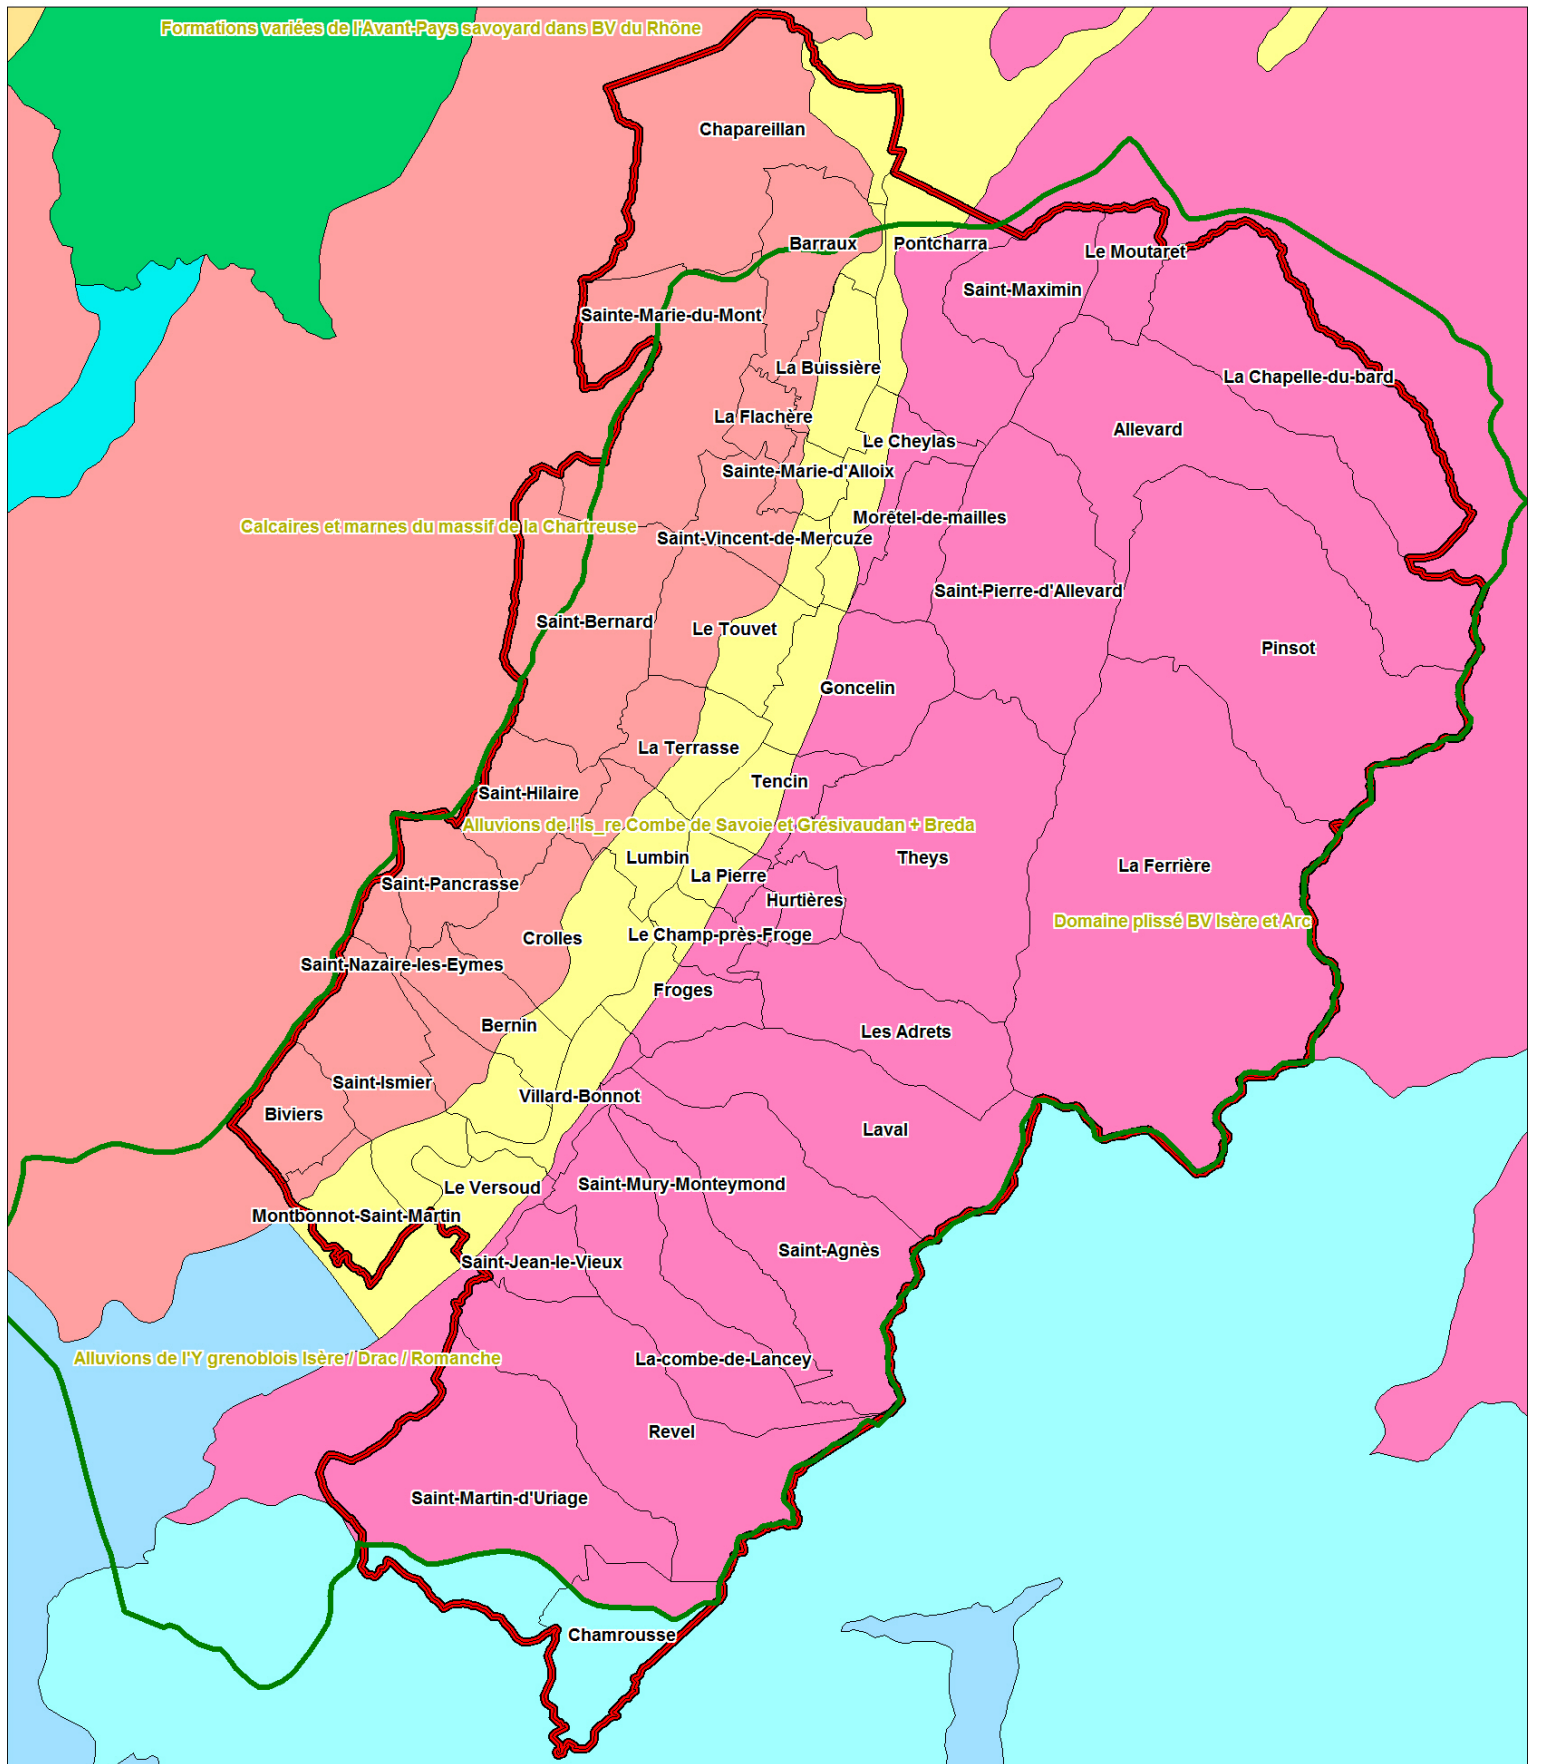 Formations variées de l'Avant-Pays savoyard dans BV du Rhône
Chapareillan
Barraux
Pontcharra
Le Moutaret
Saint-Maximin
Sainte-Marie-du-Mont
La Buissière
La Chapelle-du-bard
La Flachère
Allevard
Le Cheylas
Sainte-Marie-d'Alloix
Morêtel-de-mailles
Calcaires et marnes du massif de la Chartreuse
Saint-Vincent-de-Mercuze
Saint-Pierre-d'Allevard
Saint-Bernard
Le Touvet
Pinsot
Goncelin
La Terrasse
Tencin
Saint-Hilaire
Alluvions de l'Is_re Combe de Savoie et Grésivaudan + Breda
Lumbin
Theys
La Ferrière
La Pierre
Saint-Pancrasse
Hurtières
Domaine plissé BV Isère et Arc
Crolles
Le Champ-près-Froge
Saint-Nazaire-les-Eymes
Froges
Bernin
Les Adrets
Saint-Ismier
Villard-Bonnot
Biviers
Laval
Saint-Mury-Monteymond
Le Versoud
Montbonnot-Saint-Martin
Saint-Agnès
Saint-Jean-le-Vieux
Alluvions de l'Y grenoblois Isère / Drac / Romanche
La-combe-de-Lancey
Revel
Saint-Martin-d'Uriage
Chamrousse